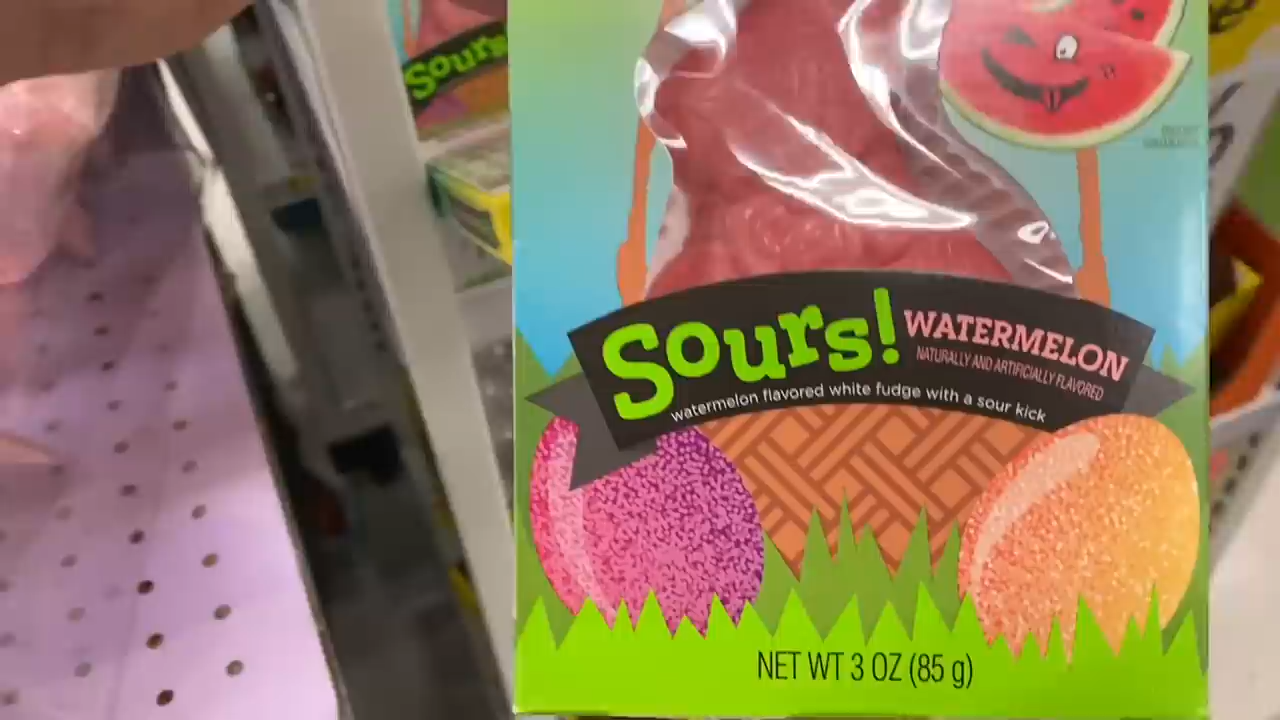 Sours
Sours!
WATERMELON
NATURALLY AND ARTIFICIALLY FLAVORED
watermelon flavored white fudge with a sour kick
NET WT 3 OZ (85 g)